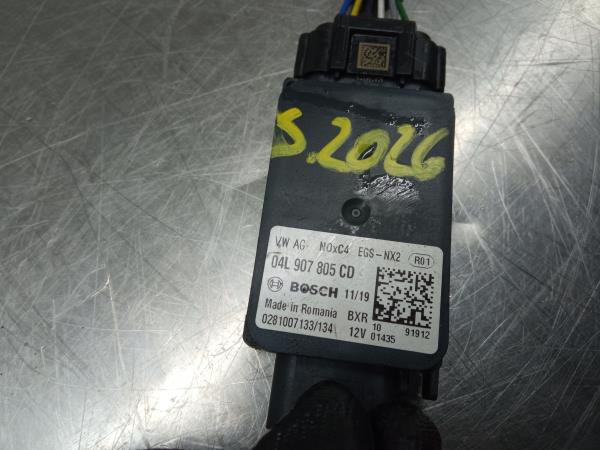 S.2026
VW AG NOxC4 EGS-NX2 R01
04L 907 805 CD
BOSCH 11/19
Made in Romania BXR 10 91912
0281007133/134 12V 01435